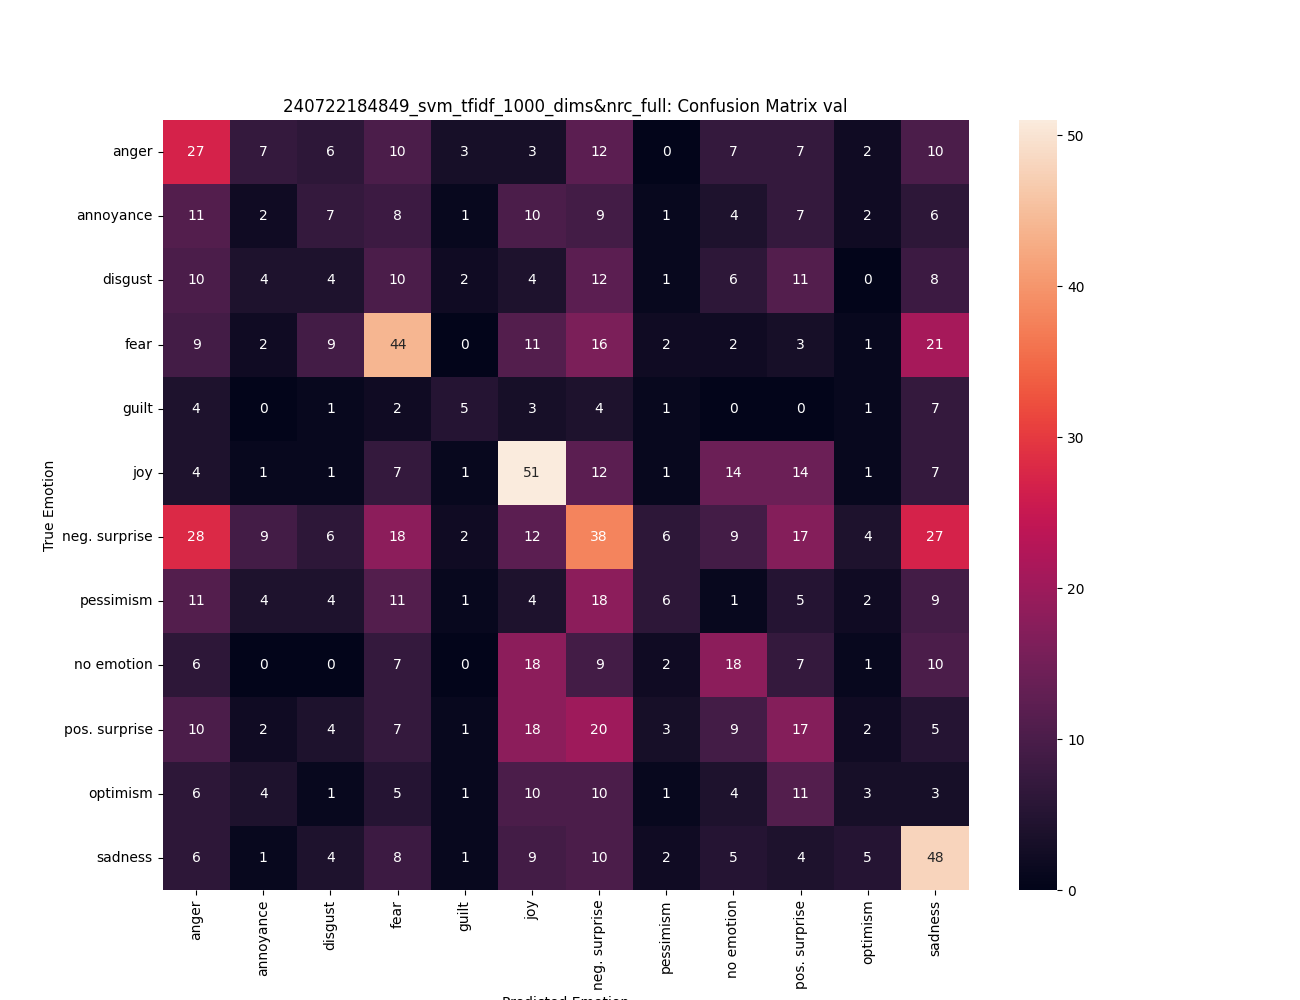 240722184849_svm_tfidf_1000_dims&nrc_full: Confusion Matrix val
anger 27 7 6 10 3 3 12 0 7 7 2 10
annoyance 11 2 7 8 1 10 9 1 4 7 2 6
disgust 10 4 4 10 2 4 12 1 6 11 0 8
fear 9 2 9 44 0 11 16 2 2 3 1 21
guilt 4 0 1 2 5 3 4 1 0 0 1 7
joy 4 1 1 7 1 51 12 1 14 14 1 7
neg. surprise 28 9 6 18 2 12 38 6 9 17 4 27
pessimism 11 4 4 11 1 4 18 6 1 5 2 9
no emotion 6 0 0 7 0 18 9 2 18 7 1 10
pos. surprise 10 2 4 7 1 18 20 3 9 17 2 5
optimism 6 4 1 5 1 10 10 1 4 11 3 3
sadness 6 1 4 8 1 9 10 2 5 4 5 48
True Emotion
anger annoyance disgust fear guilt joy neg. surprise pessimism no emotion pos. surprise optimism sadness
Predicted Emotion
50
40
30
20
10
0